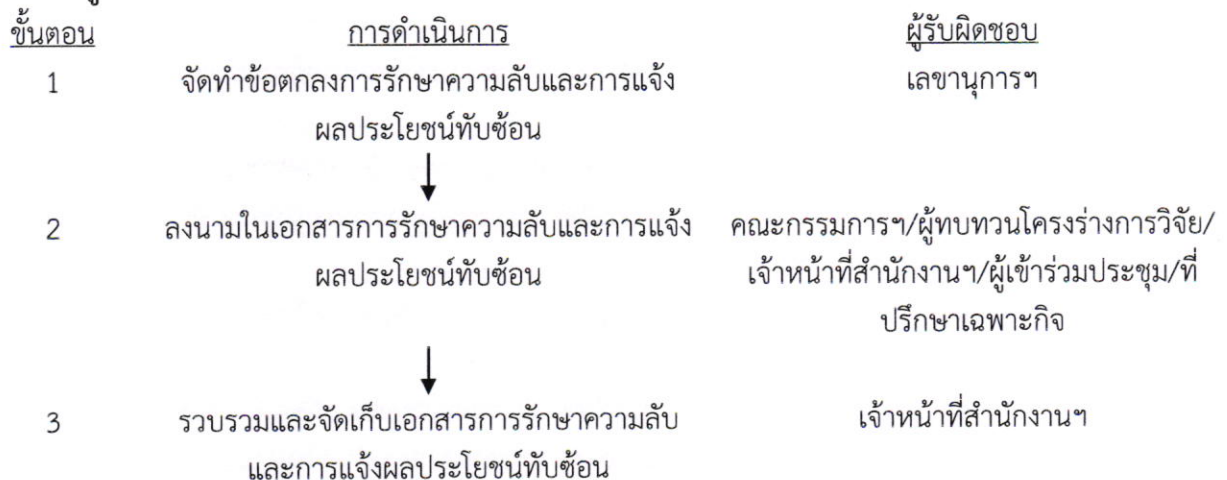 ขั้นตอน การดำเนินการ ผู้รับผิดชอบ
1 จัดทำข้อตกลงการรักษาความลับและการแจ้ง เลขานุการฯ
ผลประโยชน์ทับซ้อน
2 ลงนามในเอกสารการรักษาความลับและการแจ้ง คณะกรรมการฯ/ผู้ทบทวนโครงร่างการวิจัย/
ผลประโยชน์ทับซ้อน เจ้าหน้าที่สำนักงานฯ/ผู้เข้าร่วมประชุม/ที่
ปรึกษาเฉพาะกิจ
3 รวบรวมและจัดเก็บเอกสารการรักษาความลับ เจ้าหน้าที่สำนักงานฯ
และการแจ้งผลประโยชน์ทับซ้อน